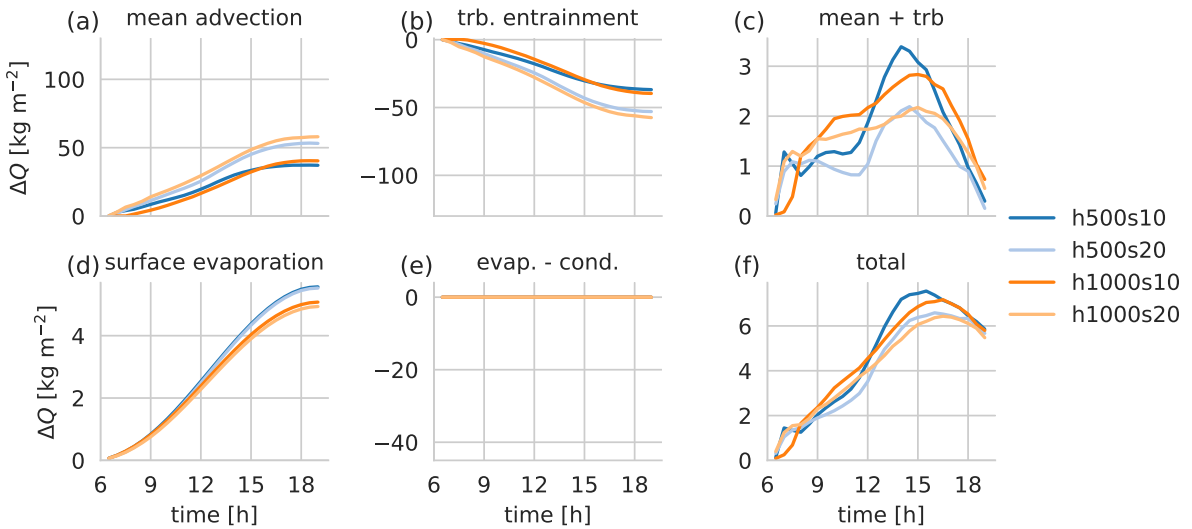 (a) mean advection
(b) trb. entrainment
(c) mean + trb
ΔQ [kg m−2]
100
50
0
0
−50
−100
3
2
1
0
h500s10
h500s20
h1000s10
h1000s20
(d) surface evaporation
(e) evap. - cond.
(f) total
ΔQ [kg m−2]
4
2
0
0
−20
−40
6
4
2
0
6 9 12 15 18
6 9 12 15 18
6 9 12 15 18
time [h]
time [h]
time [h]